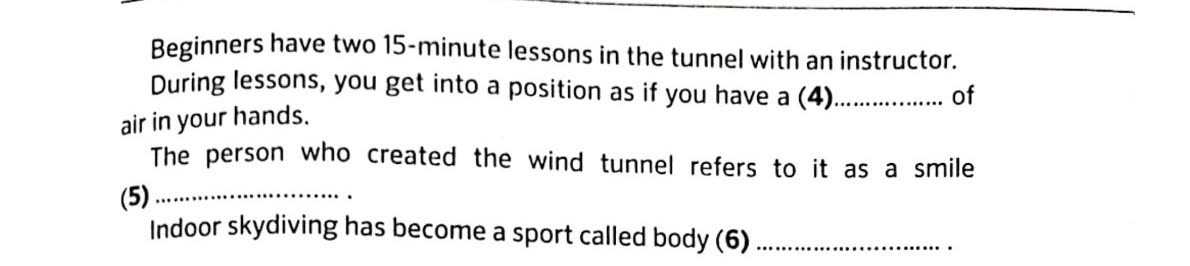 Beginners have two 15-minute lessons in the tunnel with an instructor.
During lessons, you get into a position as if you have a (4)................. of
air in your hands.
The person who created the wind tunnel refers to it as a smile
(5) ............................ .
Indoor skydiving has become a sport called body (6) ............................ .